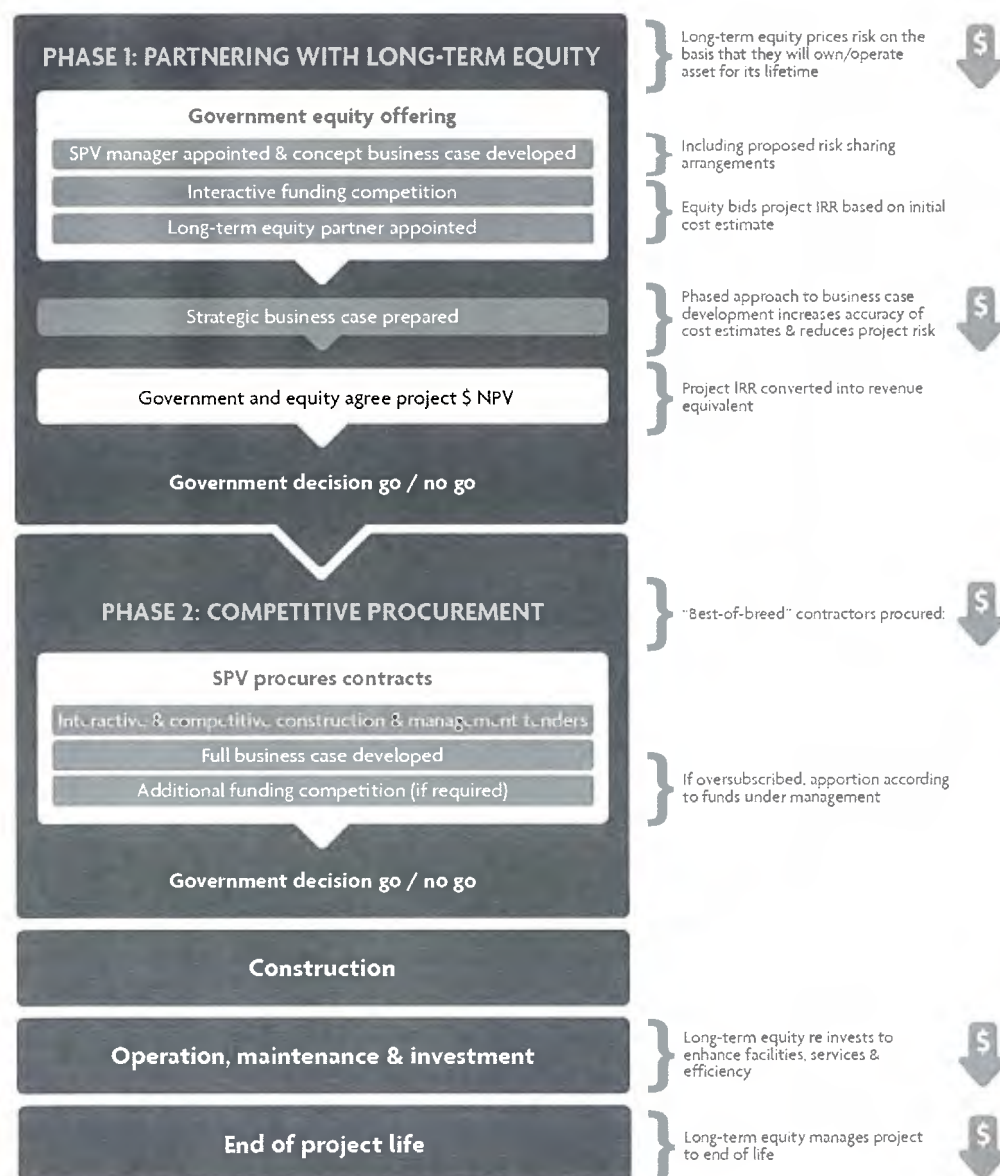 PHASE 1: PARTNERING WITH LONG-TERM EQUITY
Long-term equity prices risk on the
basis that they will own/operate
asset for its lifetime
$
Government equity offering
SPV manager appointed & concept business case developed
Including proposed risk sharing
arrangements
Interactive funding competition
Long-term equity partner appointed
Equity bids project IRR based on initial
cost estimate
Strategic business case prepared
Phased approach to business case
development increases accuracy of
cost estimates & reduces project risk
$
Government and equity agree project $ NPV
Project IRR converted into revenue
equivalent
Government decision go / no go
PHASE 2: COMPETITIVE PROCUREMENT
"Best-of-breed" contractors procured:
$
SPV procures contracts
Interactive & competitive construction & management tenders
Full business case developed
Additional funding competition (if required)
If oversubscribed, apportion according
to funds under management
Government decision go / no go
Construction
Operation, maintenance & investment
Long-term equity re invests to
enhance facilities, services &
efficiency
$
End of project life
Long-term equity manages project
to end of life
$